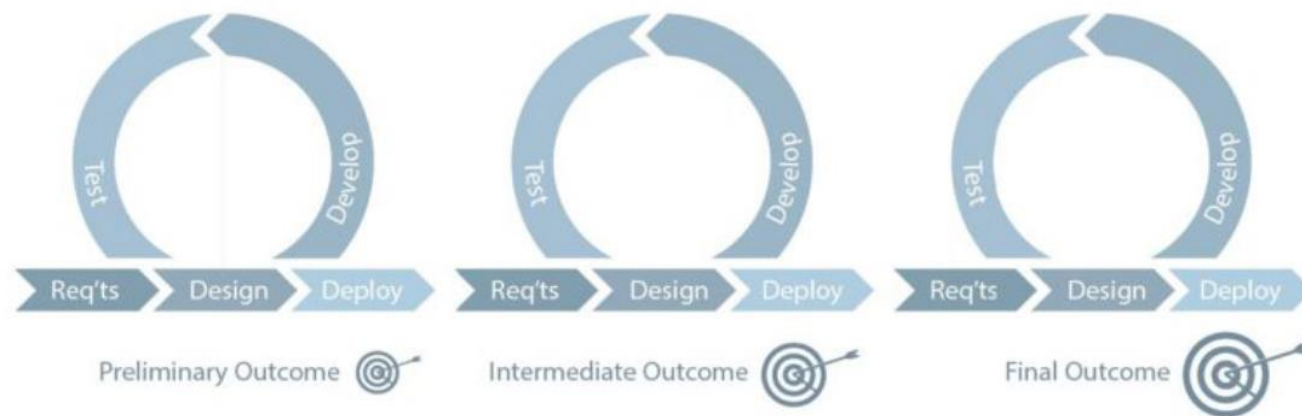 Test
Develop
Test
Develop
Test
Develop
Req'ts Design Deploy
Req'ts Design Deploy
Req'ts Design Deploy
Preliminary Outcome
Intermediate Outcome
Final Outcome